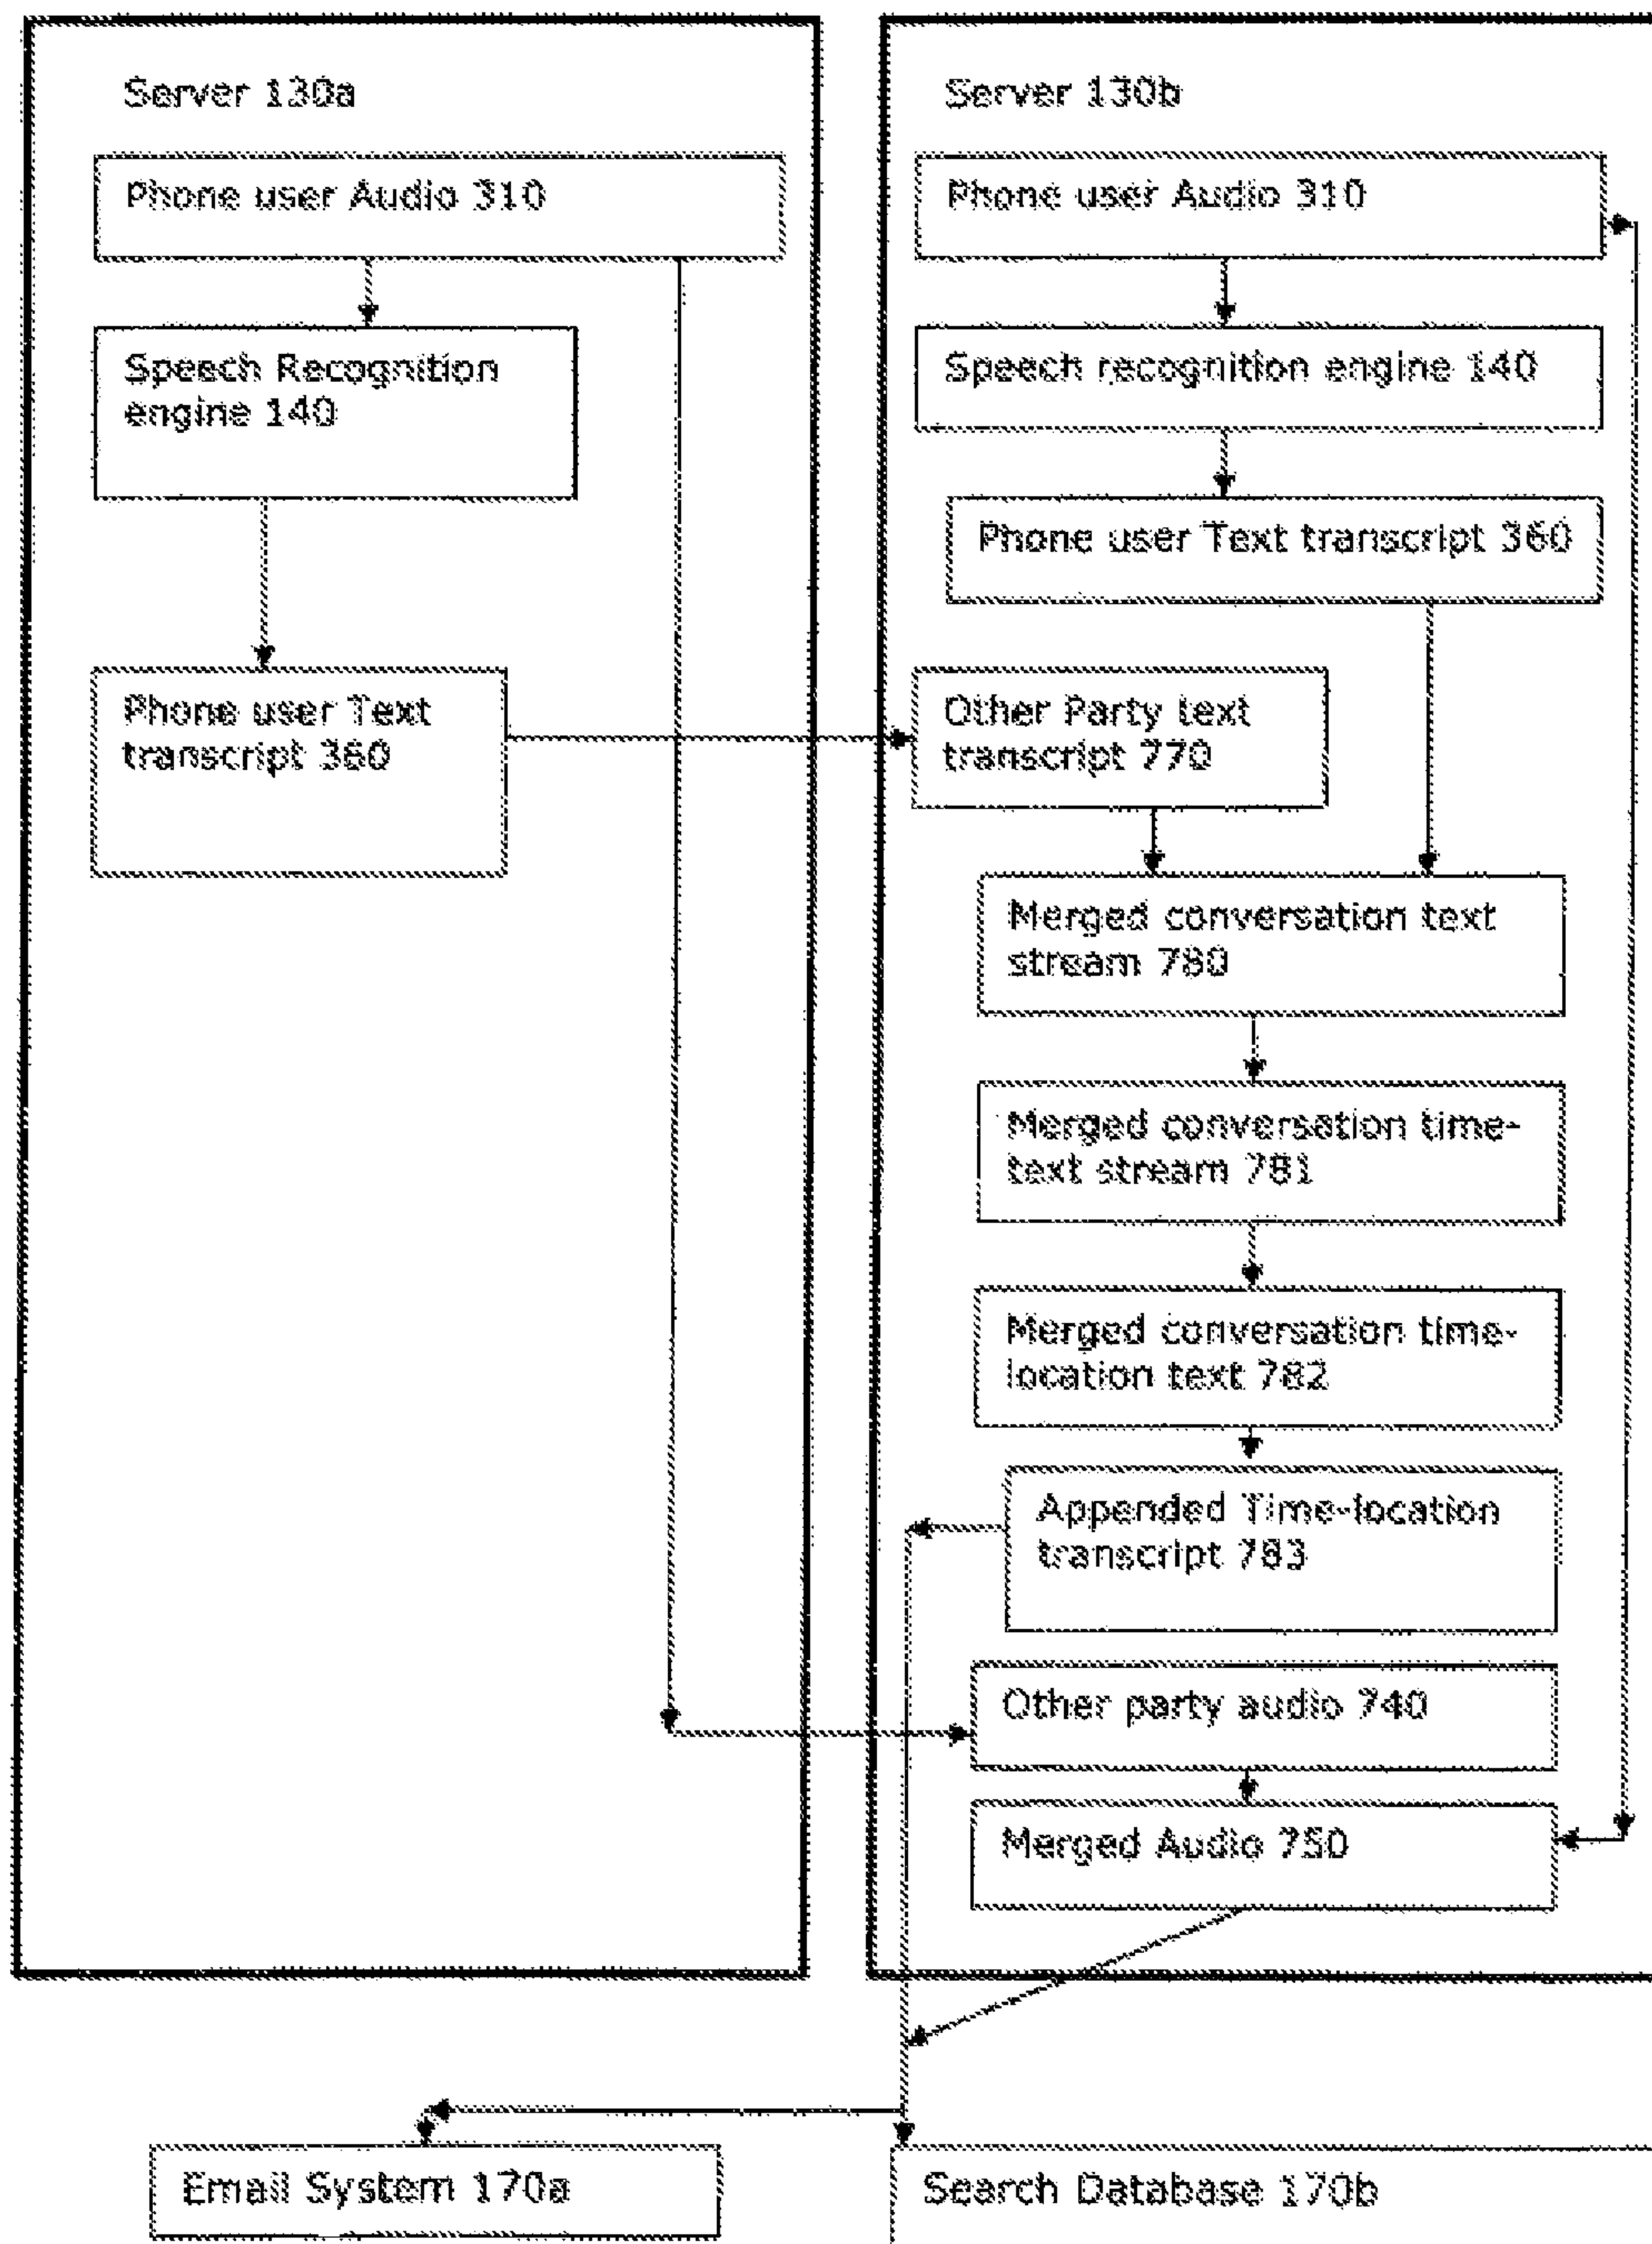 Server 130a
Phone user Audio 310
Speech Recognition
engine 140
Phone user Text
transcript 360
Server 130b
Phone user Audio 310
Speech recognition engine 140
Phone user Text transcript 360
Other Party text
transcript 770
Merged conversation text
stream 780
Merged conversation time-
text stream 781
Merged conversation time-
location text 782
Appended Time-location
transcript 783
Other party audio 740
Merged Audio 750
Email System 170a
Search Database 170b